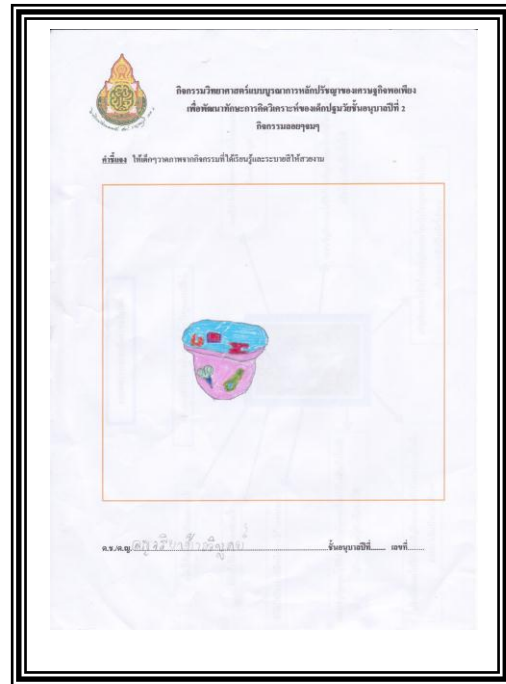 กิจกรรมวิทยาศาสตร์แบบบูรณาการหลักปรัชญาของเศรษฐกิจพอเพียง
เพื่อพัฒนาทักษะการคิดวิเคราะห์ของเด็กปฐมวัยชั้นอนุบาลปีที่ 2
กิจกรรมลอยๆจมๆ
คำชี้แจง ให้เด็กๆวาดภาพจากกิจกรรมที่ได้เรียนรู้และระบายสีให้สวยงาม
ด.ช./ด.ญ. ชั้นอนุบาลปีที่....... เลขที่.......